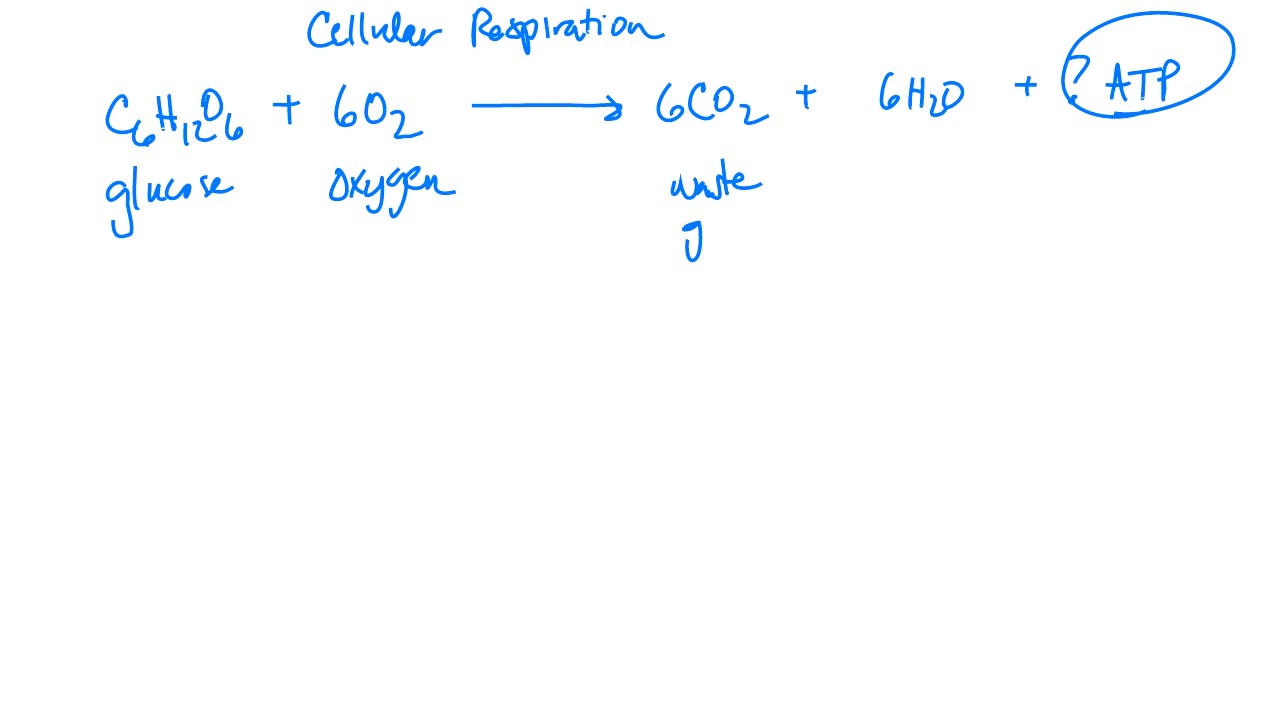 Cellular Respiration
C₆H₁₂O₆ + 6O₂ → 6CO₂ + 6H₂O + ? ATP
glucose oxygen waste
g